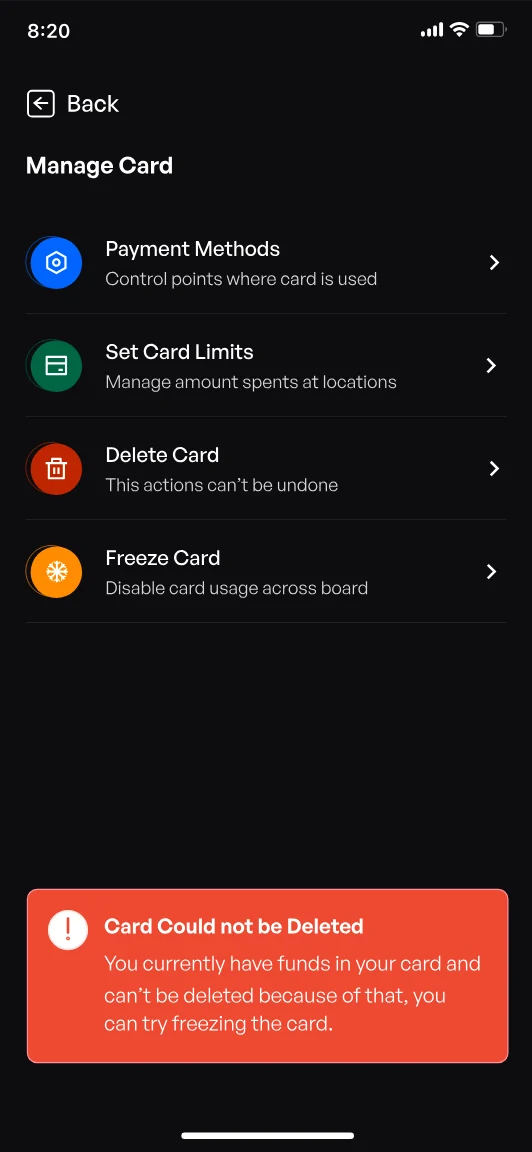 8:20
Back
Manage Card
Payment Methods
Control points where card is used
Set Card Limits
Manage amount spents at locations
Delete Card
This actions can’t be undone
Freeze Card
Disable card usage across board
Card Could not be Deleted
You currently have funds in your card and
can’t be deleted because of that, you
can try freezing the card.